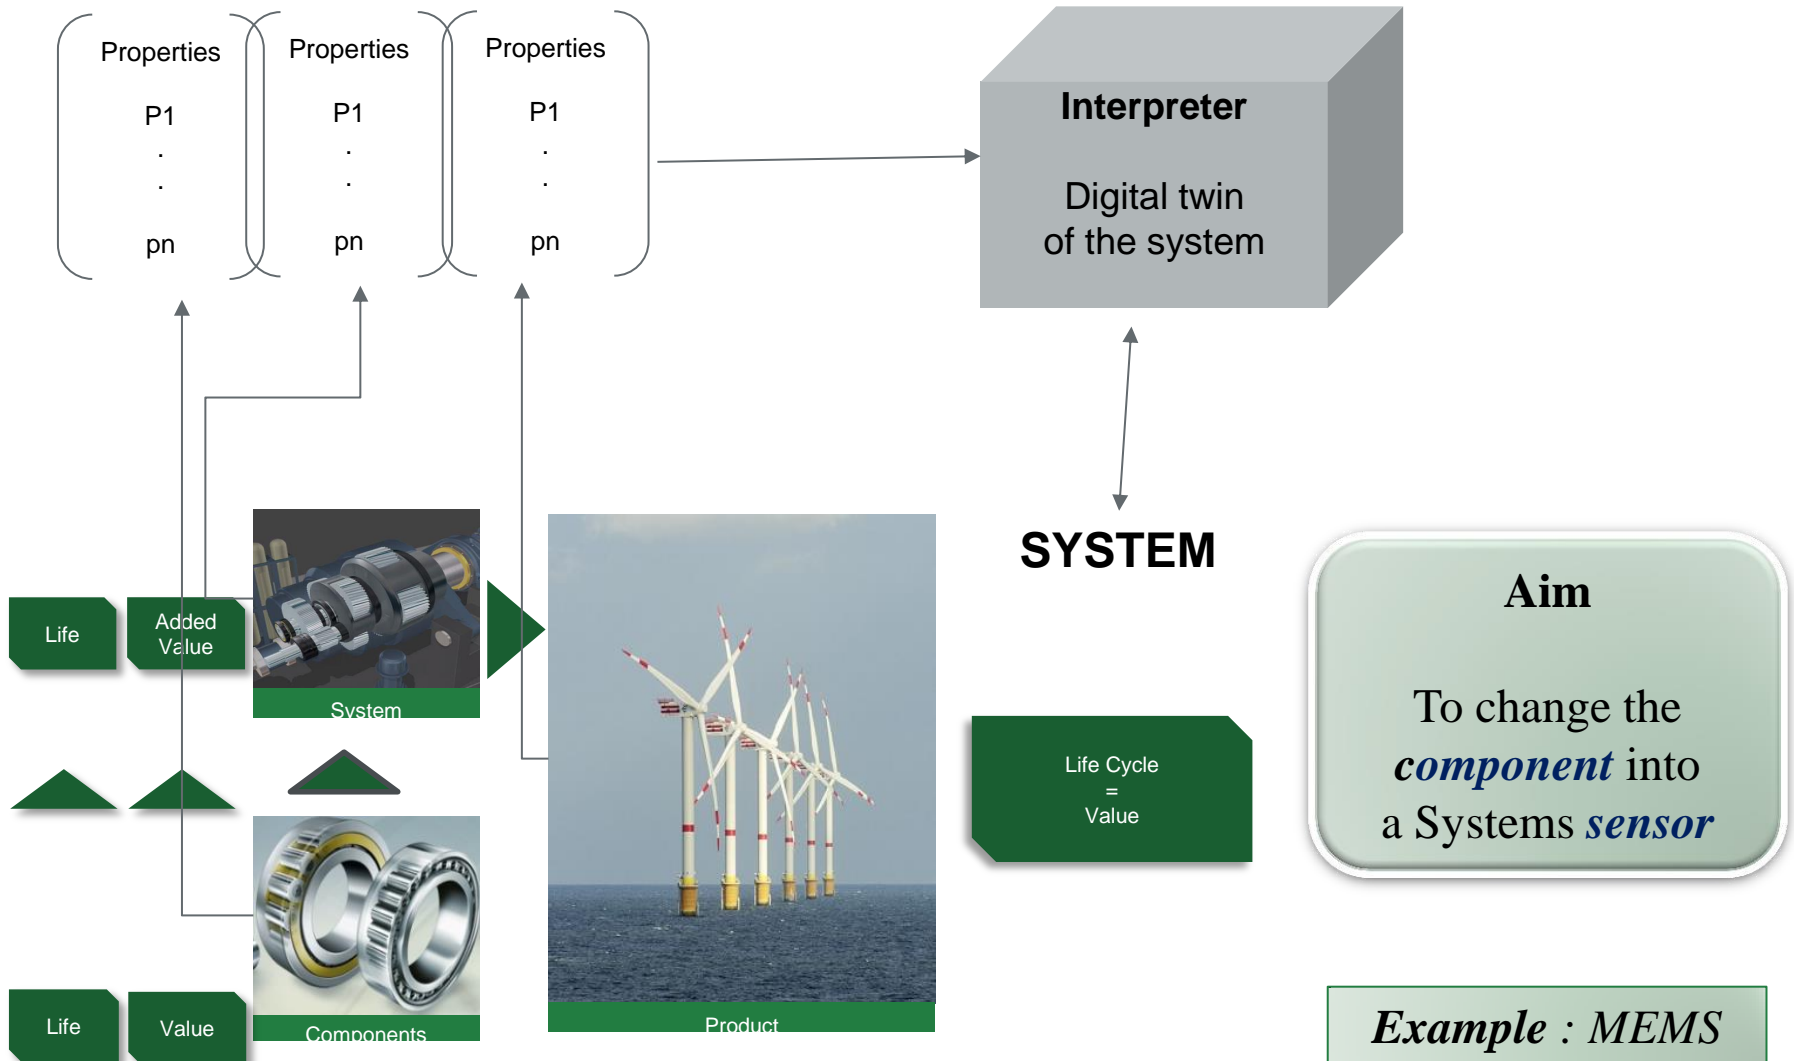 Properties
P1
.
.
pn
Properties
P1
.
.
pn
Properties
P1
.
.
pn
Interpreter
Digital twin
of the system
SYSTEM
Life
Added
Value
System
Life Cycle
=
Value
Aim
To change the
component into
a Systems sensor
Life
Value
Components
Product
Example : MEMS